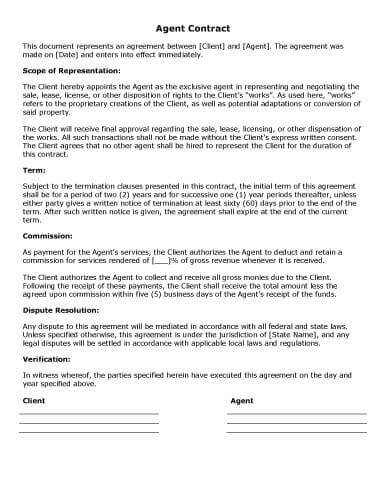 Agent Contract
This document represents an agreement between [Client] and [Agent]. The agreement was
made on [Date] and enters into effect immediately.
Scope of Representation:
The Client hereby appoints the Agent as the exclusive agent in representing and negotiating the
sale, lease, license, or other disposition of rights to the Client's "works". As used here, "works"
refers to the proprietary creations of the Client, as well as potential adaptations or conversion of
said property.
The Client will receive final approval regarding the sale, lease, licensing, or other dispensation of
the works. All such transactions shall not be made without the Client's express written consent.
The Client agrees that no other agent shall be hired to represent the Client for the duration of
this contract.
Term:
Subject to the termination clauses presented in this contract, the initial term of this agreement
shall be for a period of two (2) years and for successive one (1) year periods thereafter, unless
either party gives a written notice of termination at least sixty (60) days prior to the end of the
term. After such written notice is given, the agreement shall expire at the end of the current
term.
Commission:
As payment for the Agent's services, the Client authorizes the Agent to deduct and retain a
commission for services rendered of [___]% of gross revenue whenever it is received.
The Client authorizes the Agent to collect and receive all gross monies due to the Client.
Following the receipt of these payments, the Client shall receive the total amount less the
agreed upon commission within five (5) business days of the Agent's receipt of the funds.
Dispute Resolution:
Any dispute to this agreement will be mediated in accordance with all federal and state laws.
Unless specified otherwise, this agreement is under the jurisdiction of [State Name], and any
legal disputes will be settled in accordance with applicable local laws and regulations.
Verification:
In witness whereof, the parties specified herein have executed this agreement on the day and
year specified above.
Client Agent